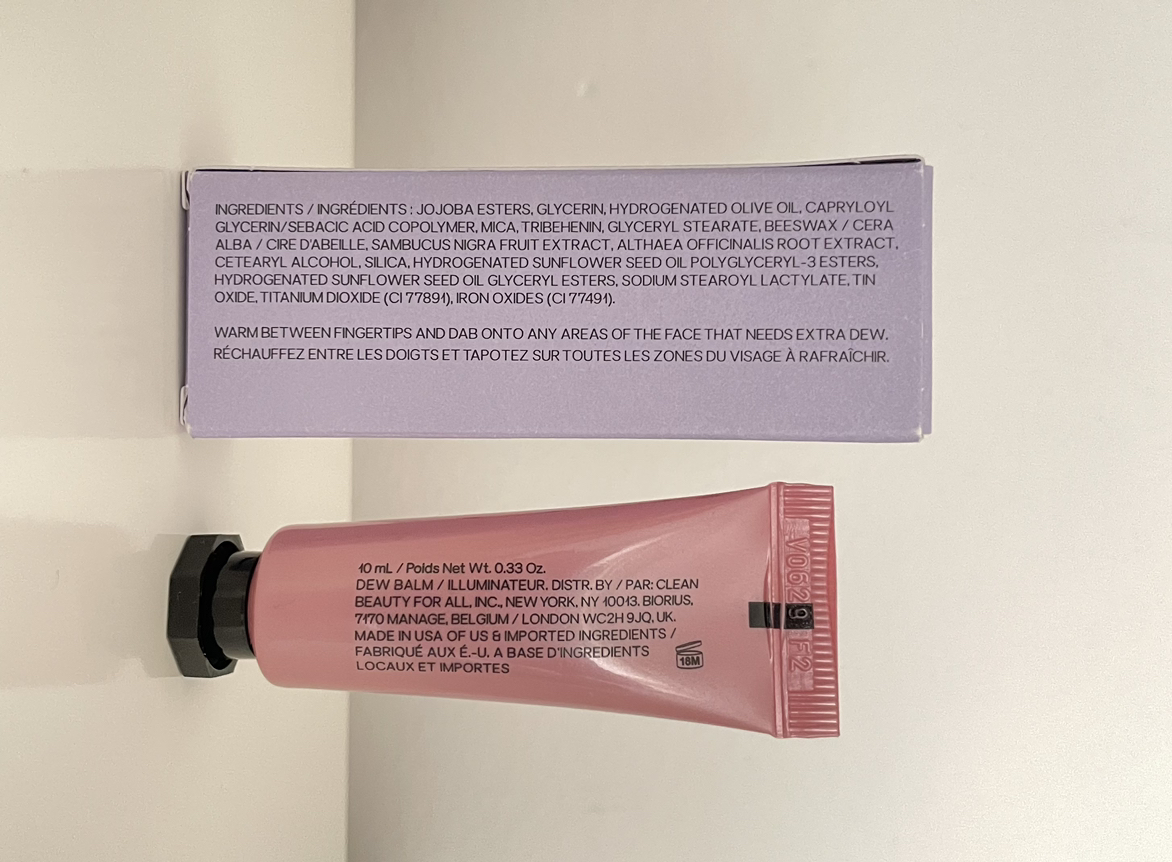 INGREDIENTS / INGRÉDIENTS : JOJOBA ESTERS, GLYCERIN, HYDROGENATED OLIVE OIL, CAPRYLOYL
GLYCERIN/SEBACIC ACID COPOLYMER, MICA, TRIBEHENIN, GLYCERYL STEARATE, BEESWAX / CERA
ALBA / CIRE D'ABEILLE, SAMBUCUS NIGRA FRUIT EXTRACT, ALTHAEA OFFICINALIS ROOT EXTRACT,
CETEARYL ALCOHOL, SILICA, HYDROGENATED SUNFLOWER SEED OIL POLYGLYCERYL-3 ESTERS,
HYDROGENATED SUNFLOWER SEED OIL GLYCERYL ESTERS, SODIUM STEAROYL LACTYLATE, TIN
OXIDE, TITANIUM DIOXIDE (CI 77891), IRON OXIDES (CI 77491).
WARM BETWEEN FINGERTIPS AND DAB ONTO ANY AREAS OF THE FACE THAT NEEDS EXTRA DEW.
RÉCHAUFFEZ ENTRE LES DOIGTS ET TAPOTEZ SUR TOUTES LES ZONES DU VISAGE À RAFRAÎCHIR.
10 mL / Poids Net Wt. 0.33 Oz.
DEW BALM / ILLUMINATEUR. DISTR. BY / PAR: CLEAN
BEAUTY FOR ALL, INC., NEW YORK, NY 10013. BIORIUS,
7170 MANAGE, BELGIUM / LONDON WC2H 9JQ, UK.
MADE IN USA OF US & IMPORTED INGREDIENTS /
FABRIQUÉ AUX É.-U. A BASE D'INGREDIENTS
LOCAUX ET IMPORTES
18M
V0629 F2